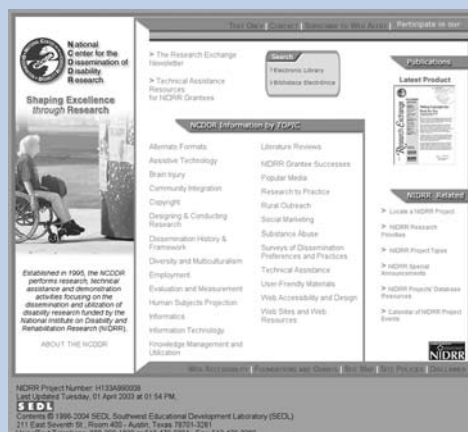 TEXT ONLY | CONTACT | SUBSCRIBE TO WEB ALERT | Participate in our
National
Center for the
Dissemination of
Disability
Research
Shaping Excellence
through Research
Established in 1995, the NCDDR
performs research, technical
assistance and demonstration
activities focusing on the
dissemination and utilization of
disability research funded by the
National Institute on Disability and
Rehabilitation Research (NIDRR).
ABOUT THE NCDDR
> The Research Exchange
Newsletter
> Technical Assistance
Resources
for NIDRR Grantees
Search
Electronic Library
Biblioteca Electrónica
NCDDR Information by TOPIC
Alternate Formats
Assistive Technology
Brain Injury
Community Integration
Copyright
Designing & Conducting
Research
Dissemination History &
Framework
Diversity and Multiculturalism
Employment
Evaluation and Measurement
Human Subjects Projection
Informatics
Information Technology
Knowledge Management and
Utilization
Literature Reviews
NIDRR Grantee Successes
Popular Media
Research to Practice
Rural Outreach
Social Marketing
Substance Abuse
Surveys of Dissemination
Preferences and Practices
Technical Assistance
User-Friendly Materials
Web Accessibility and Design
Web Sites and Web
Resources
Publications
Latest Product
Research Exchange
NIDRR Related
> Locate a NIDRR Project
> NIDRR Research
Priorities
> NIDRR Project Types
> NIDRR Special
Announcements
> NIDRR Projects' Database
Resources
> Calendar of NIDRR Project
Events
NIDRR
WEB ACCESSIBILITY | FOUNDATIONS AND GRANTS | SITE MAP | SITE POLICIES | DISCLAIMER
NIDRR Project Number: H133A990008
Last Updated Tuesday, 01 April 2003 at 01:54 PM,
SEDL
Contents © 1996-2004 SEDL Southwest Educational Development Laboratory (SEDL)
211 East Seventh St., Room 400 - Austin, Texas 78701-3281